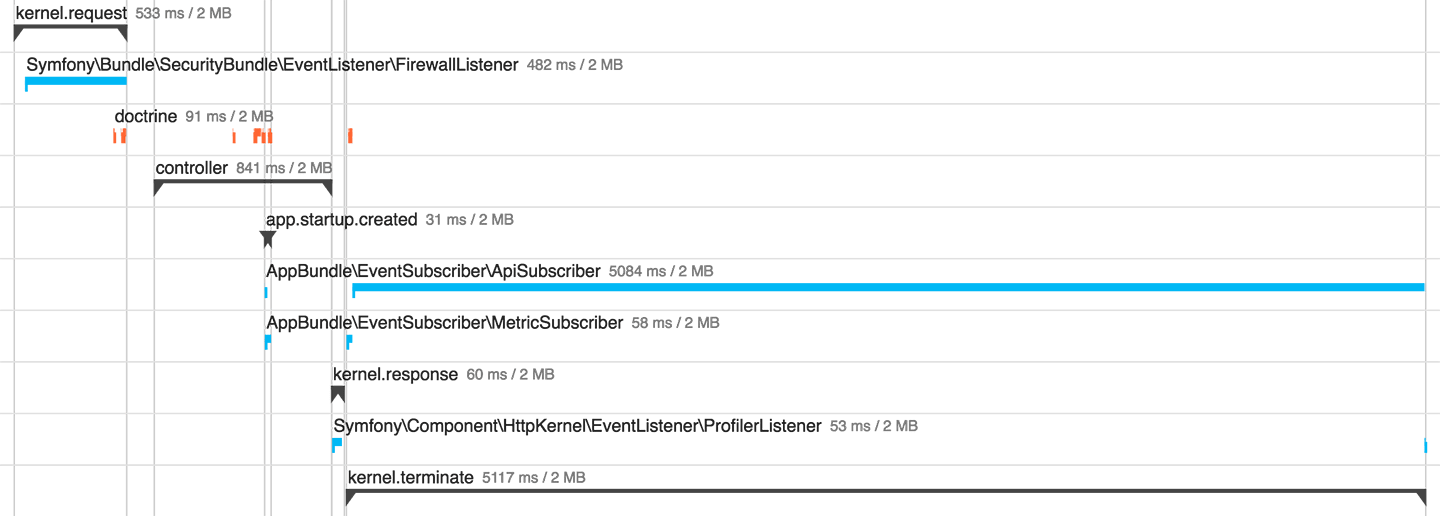 kernel.request 533 ms / 2 MB
Symfony\Bundle\SecurityBundle\EventListener\FirewallListener 482 ms / 2 MB
doctrine 91 ms / 2 MB
controller 841 ms / 2 MB
app.startup.created 31 ms / 2 MB
AppBundle\EventSubscriber\ApiSubscriber 5084 ms / 2 MB
AppBundle\EventSubscriber\MetricSubscriber 58 ms / 2 MB
kernel.response 60 ms / 2 MB
Symfony\Component\HttpKernel\EventListener\ProfilerListener 53 ms / 2 MB
kernel.terminate 5117 ms / 2 MB